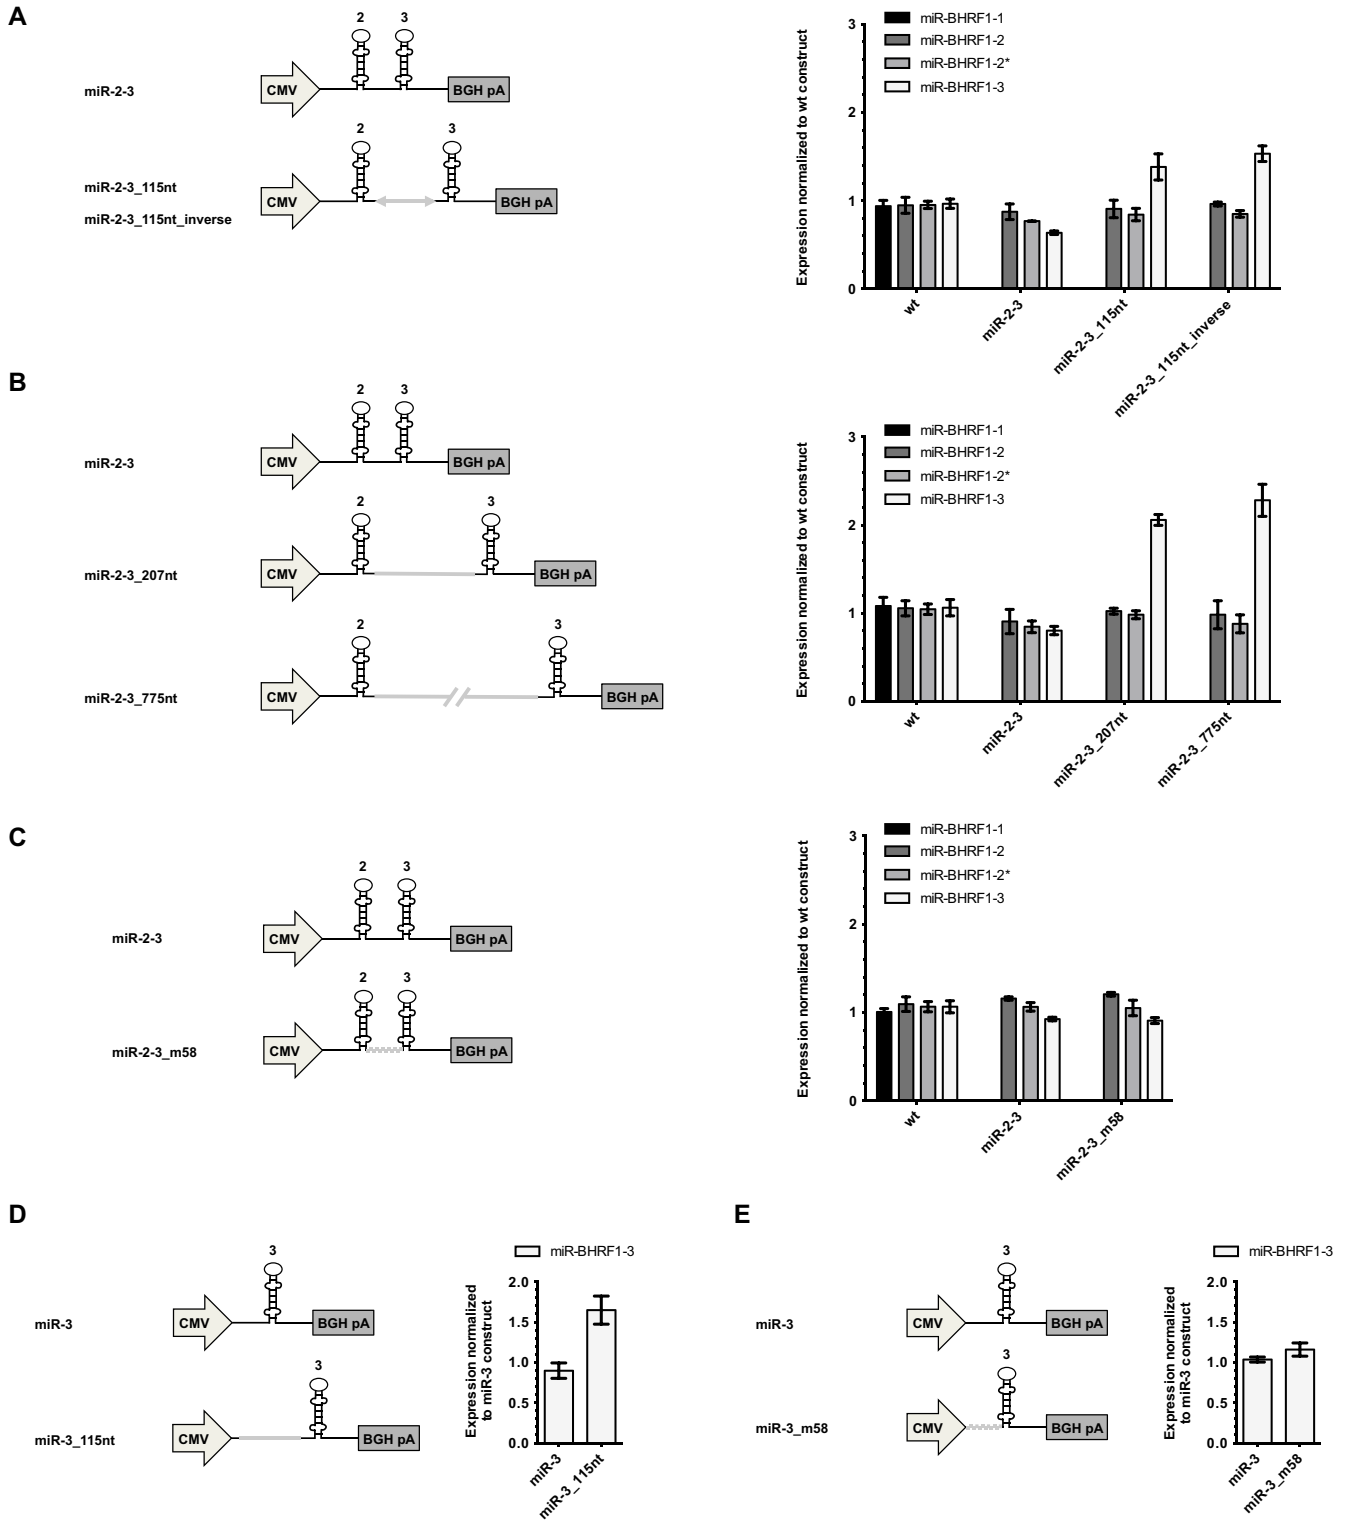 A
2 3
miR-2-3
CMV
BGH pA
2 3
miR-2-3_115nt
miR-2-3_115nt_inverse
CMV
BGH pA
miR-BHRF1-1
miR-BHRF1-2
miR-BHRF1-2*
miR-BHRF1-3
Expression normalized to wt construct
3
2
1
0
wt
miR-2-3
miR-2-3_115nt
miR-2-3_115nt_inverse
B
2 3
miR-2-3
CMV
BGH pA
2 3
miR-2-3_207nt
CMV
BGH pA
2 3
miR-2-3_775nt
CMV
BGH pA
miR-BHRF1-1
miR-BHRF1-2
miR-BHRF1-2*
miR-BHRF1-3
Expression normalized to wt construct
3
2
1
0
wt
miR-2-3
miR-2-3_207nt
miR-2-3_775nt
C
2 3
miR-2-3
CMV
BGH pA
2 3
miR-2-3_m58
CMV
BGH pA
miR-BHRF1-1
miR-BHRF1-2
miR-BHRF1-2*
miR-BHRF1-3
Expression normalized to wt construct
3
2
1
0
wt
miR-2-3
miR-2-3_m58
D
3
miR-3
CMV
BGH pA
3
miR-3_115nt
CMV
BGH pA
miR-BHRF1-3
Expression normalized
to miR-3 construct
2.0
1.5
1.0
0.5
0.0
miR-3
miR-3_115nt
E
3
miR-3
CMV
BGH pA
3
miR-3_m58
CMV
BGH pA
miR-BHRF1-3
Expression normalized
to miR-3 construct
2.0
1.5
1.0
0.5
0.0
miR-3
miR-3_m58